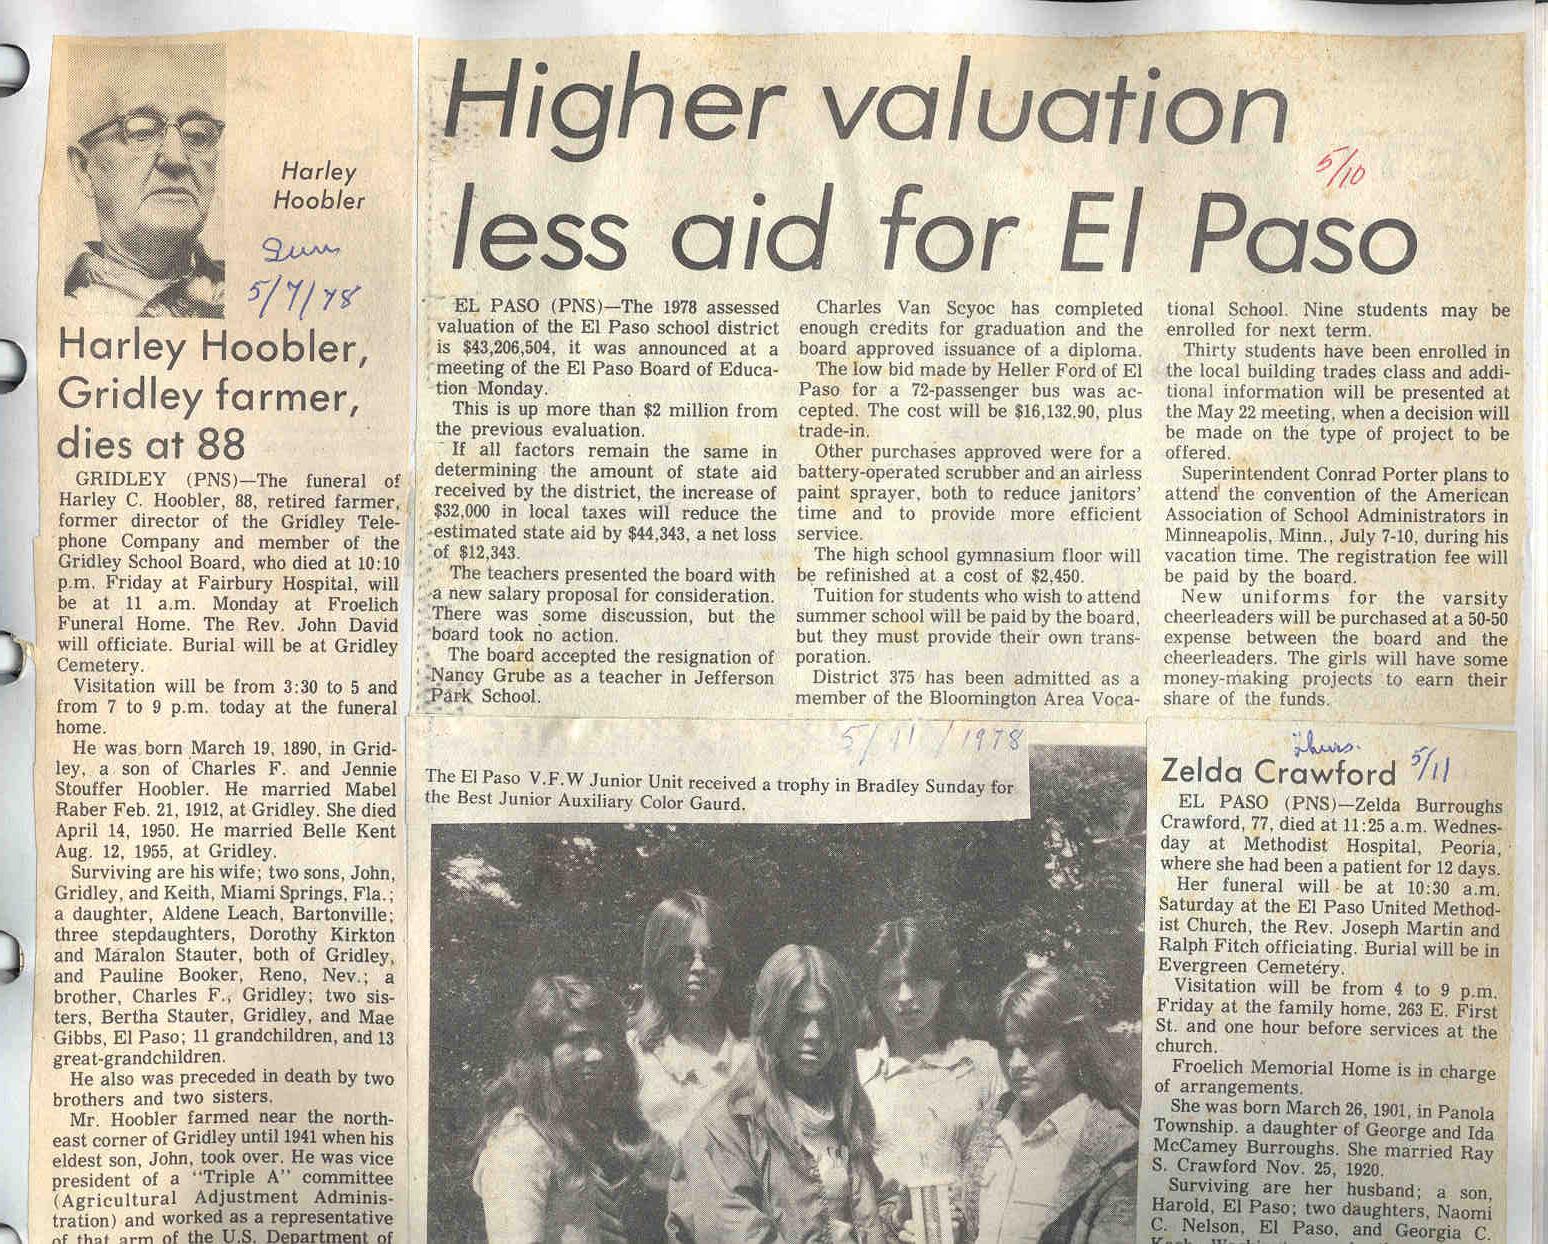 Harley
Hoobler
Sun
5/7/78
Harley Hoobler,
Gridley farmer,
dies at 88
GRIDLEY (PNS)—The funeral of
Harley C. Hoobler, 88, retired farmer,
former director of the Gridley Tele-
phone Company and member of the
Gridley School Board, who died at 10:10
p.m. Friday at Fairbury Hospital, will
be at 11 a.m. Monday at Froelich
Funeral Home. The Rev. John David
will officiate. Burial will be at Gridley
Cemetery.
Visitation will be from 3:30 to 5 and
from 7 to 9 p.m. today at the funeral
home.
He was born March 19, 1890, in Grid-
ley, a son of Charles F. and Jennie
Stouffer Hoobler. He married Mabel
Raber Feb. 21, 1912, at Gridley. She died
April 14, 1950. He married Belle Kent
Aug. 12, 1955, at Gridley.
Surviving are his wife; two sons, John,
Gridley, and Keith, Miami Springs, Fla.;
a daughter, Aldene Leach, Bartonville;
three stepdaughters, Dorothy Kirkton
and Maralon Stauter, both of Gridley,
and Pauline Booker, Reno, Nev.; a
brother, Charles F., Gridley; two sis-
ters, Bertha Stauter, Gridley, and Mae
Gibbs, El Paso; 11 grandchildren, and 13
great-grandchildren.
He also was preceded in death by two
brothers and two sisters.
Mr. Hoobler farmed near the north-
east corner of Gridley until 1941 when his
eldest son, John, took over. He was vice
president of a "Triple A" committee
(Agricultural Adjustment Adminis-
tration) and worked as a representative
of that arm of the U.S. Department of
Higher valuation
less aid for El Paso
5/10
EL PASO (PNS)—The 1978 assessed
valuation of the El Paso school district
is $43,206,504, it was announced at a
meeting of the El Paso Board of Educa-
tion Monday.
This is up more than $2 million from
the previous evaluation.
If all factors remain the same in
determining the amount of state aid
received by the district, the increase of
$32,000 in local taxes will reduce the
estimated state aid by $44,343, a net loss
of $12,343.
The teachers presented the board with
a new salary proposal for consideration.
There was some discussion, but the
board took no action.
The board accepted the resignation of
Nancy Grube as a teacher in Jefferson
Park School.
Charles Van Scyoc has completed
enough credits for graduation and the
board approved issuance of a diploma.
The low bid made by Heller Ford of El
Paso for a 72-passenger bus was ac-
cepted. The cost will be $16,132.90, plus
trade-in.
Other purchases approved were for a
battery-operated scrubber and an airless
paint sprayer, both to reduce janitors'
time and to provide more efficient
service.
The high school gymnasium floor will
be refinished at a cost of $2,450.
Tuition for students who wish to attend
summer school will be paid by the board,
but they must provide their own trans-
poration.
District 375 has been admitted as a
member of the Bloomington Area Voca-
tional School. Nine students may be
enrolled for next term.
Thirty students have been enrolled in
the local building trades class and addi-
tional information will be presented at
the May 22 meeting, when a decision will
be made on the type of project to be
offered.
Superintendent Conrad Porter plans to
attend the convention of the American
Association of School Administrators in
Minneapolis, Minn., July 7-10, during his
vacation time. The registration fee will
be paid by the board.
New uniforms for the varsity
cheerleaders will be purchased at a 50-50
expense between the board and the
cheerleaders. The girls will have some
money-making projects to earn their
share of the funds.
5/11/1978
The El Paso V.F.W Junior Unit received a trophy in Bradley Sunday for
the Best Junior Auxiliary Color Gaurd.
Thurs.
5/11
Zelda Crawford
EL PASO (PNS)—Zelda Burroughs
Crawford, 77, died at 11:25 a.m. Wednes-
day at Methodist Hospital, Peoria,
where she had been a patient for 12 days.
Her funeral will be at 10:30 a.m.
Saturday at the El Paso United Method-
ist Church, the Rev. Joseph Martin and
Ralph Fitch officiating. Burial will be in
Evergreen Cemetery.
Visitation will be from 4 to 9 p.m.
Friday at the family home, 263 E. First
St. and one hour before services at the
church.
Froelich Memorial Home is in charge
of arrangements.
She was born March 26, 1901, in Panola
Township. a daughter of George and Ida
McCamey Burroughs. She married Ray
S. Crawford Nov. 25, 1920.
Surviving are her husband; a son,
Harold, El Paso; two daughters, Naomi
C. Nelson, El Paso, and Georgia C.